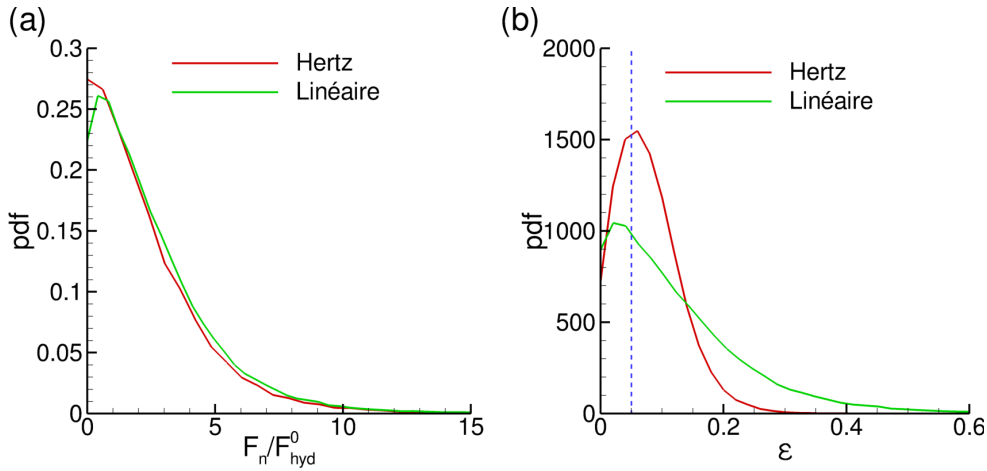 (a)
0.3
0.25
0.2
0.15
0.1
0.05
0
pdf
Hertz
Linéaire
0 5 10 15
F_n/F^0_hyd
(b)
2000
1500
1000
500
0
pdf
Hertz
Linéaire
0 0.2 0.4 0.6
ε